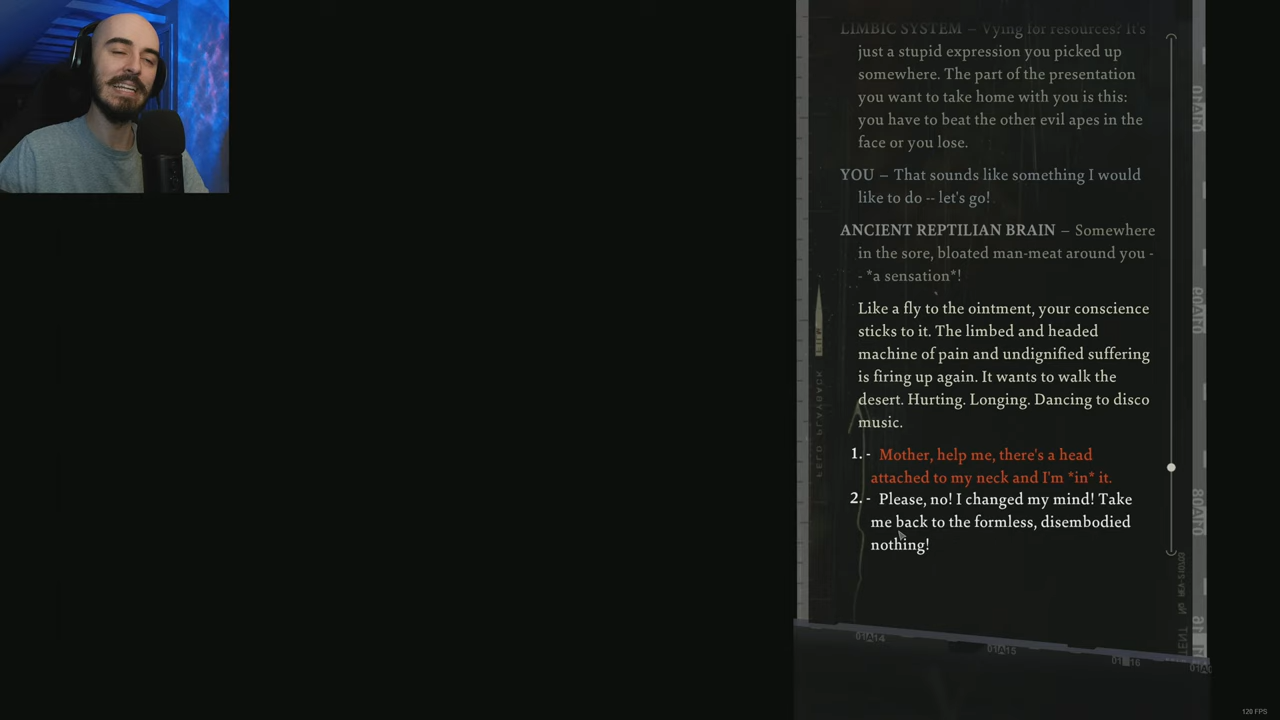 LIMBIC SYSTEM – Vying for resources? It's
just a stupid expression you picked up
somewhere. The part of the presentation
you want to take home with you is this:
you have to beat the other evil apes in the
face or you lose.
YOU – That sounds like something I would
like to do -- let's go!
ANCIENT REPTILIAN BRAIN – Somewhere
in the sore, bloated man-meat around you -
- *a sensation*!
Like a fly to the ointment, your conscience
sticks to it. The limbed and headed
machine of pain and undignified suffering
is firing up again. It wants to walk the
desert. Hurting. Longing. Dancing to disco
music.
1. - Mother, help me, there's a head
attached to my neck and I'm *in* it.
2. - Please, no! I changed my mind! Take
me back to the formless, disembodied
nothing!
01A14
01A15
01A16
120 FPS